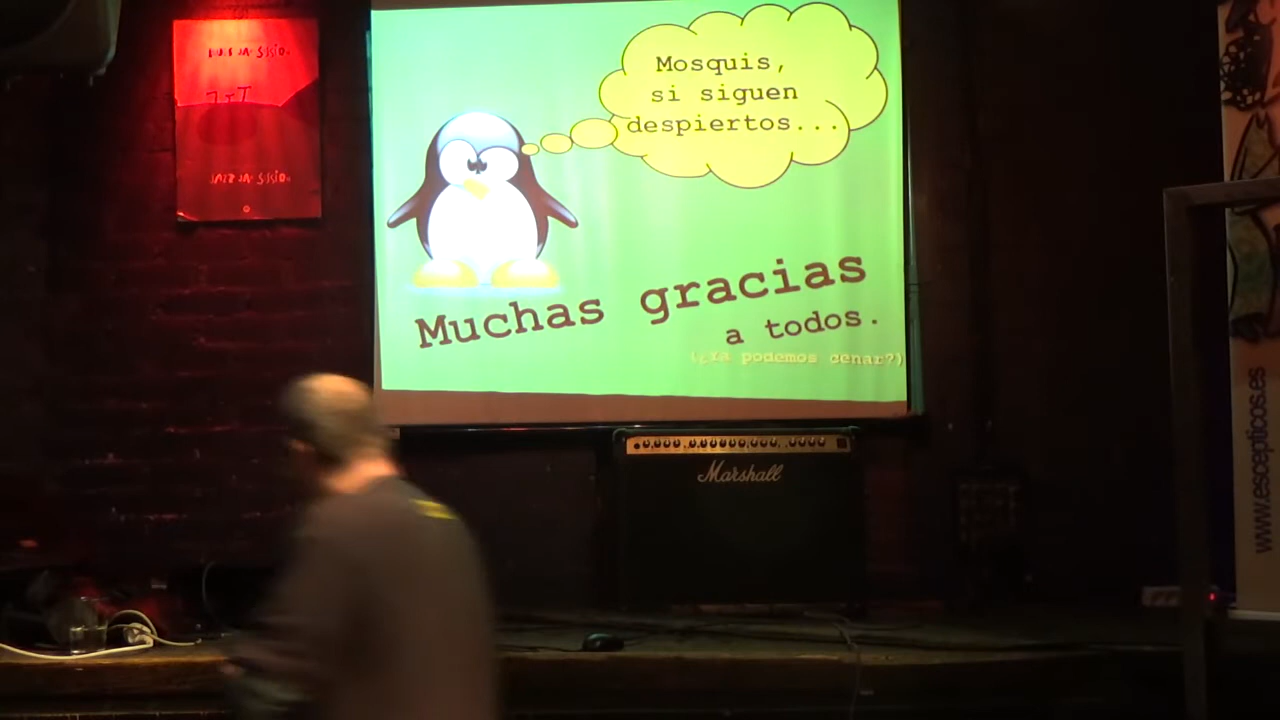 Mosquis,
si siguen
despiertos...
Muchas gracias
a todos.
(¿Ya podemos cenar?)
Marshall
www.escepticos.es